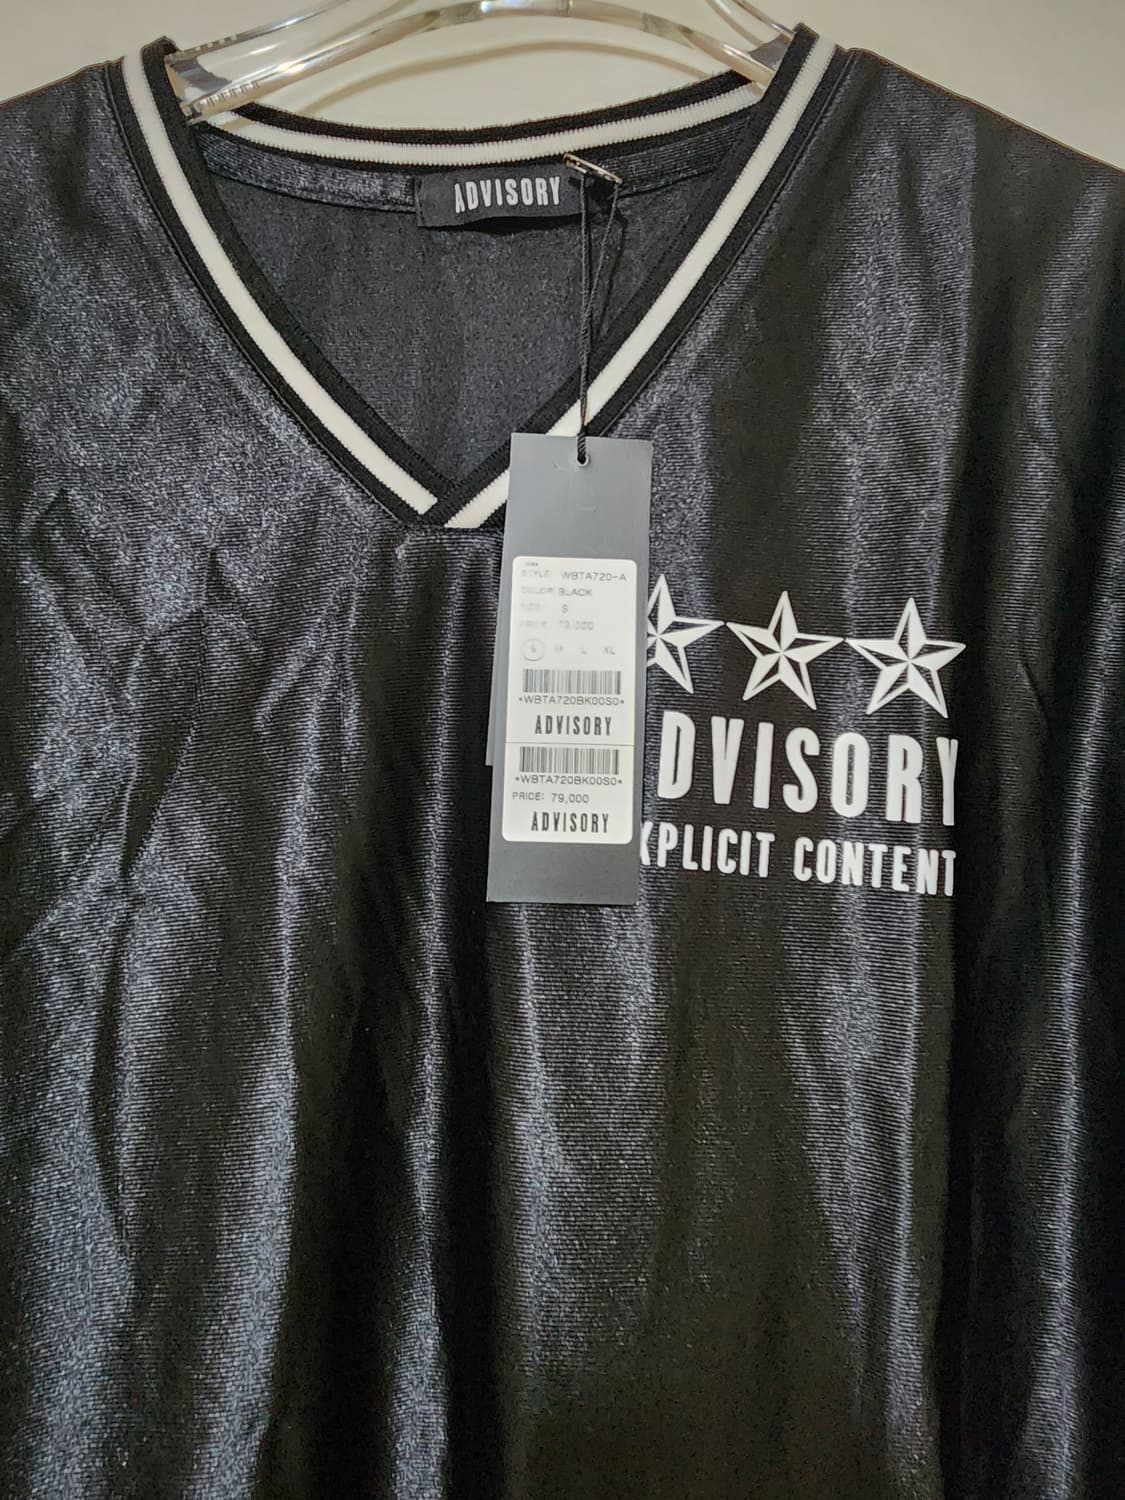 ADVISORY
STYLE: WBTA720-A
COLOR: BLACK
SIZE: S
PRICE: 79,000
S M L XL
*WBTA720BK00S0*
ADVISORY
*WBTA720BK00S0*
PRICE: 79,000
ADVISORY
DVISORY
XPLICIT CONTENT